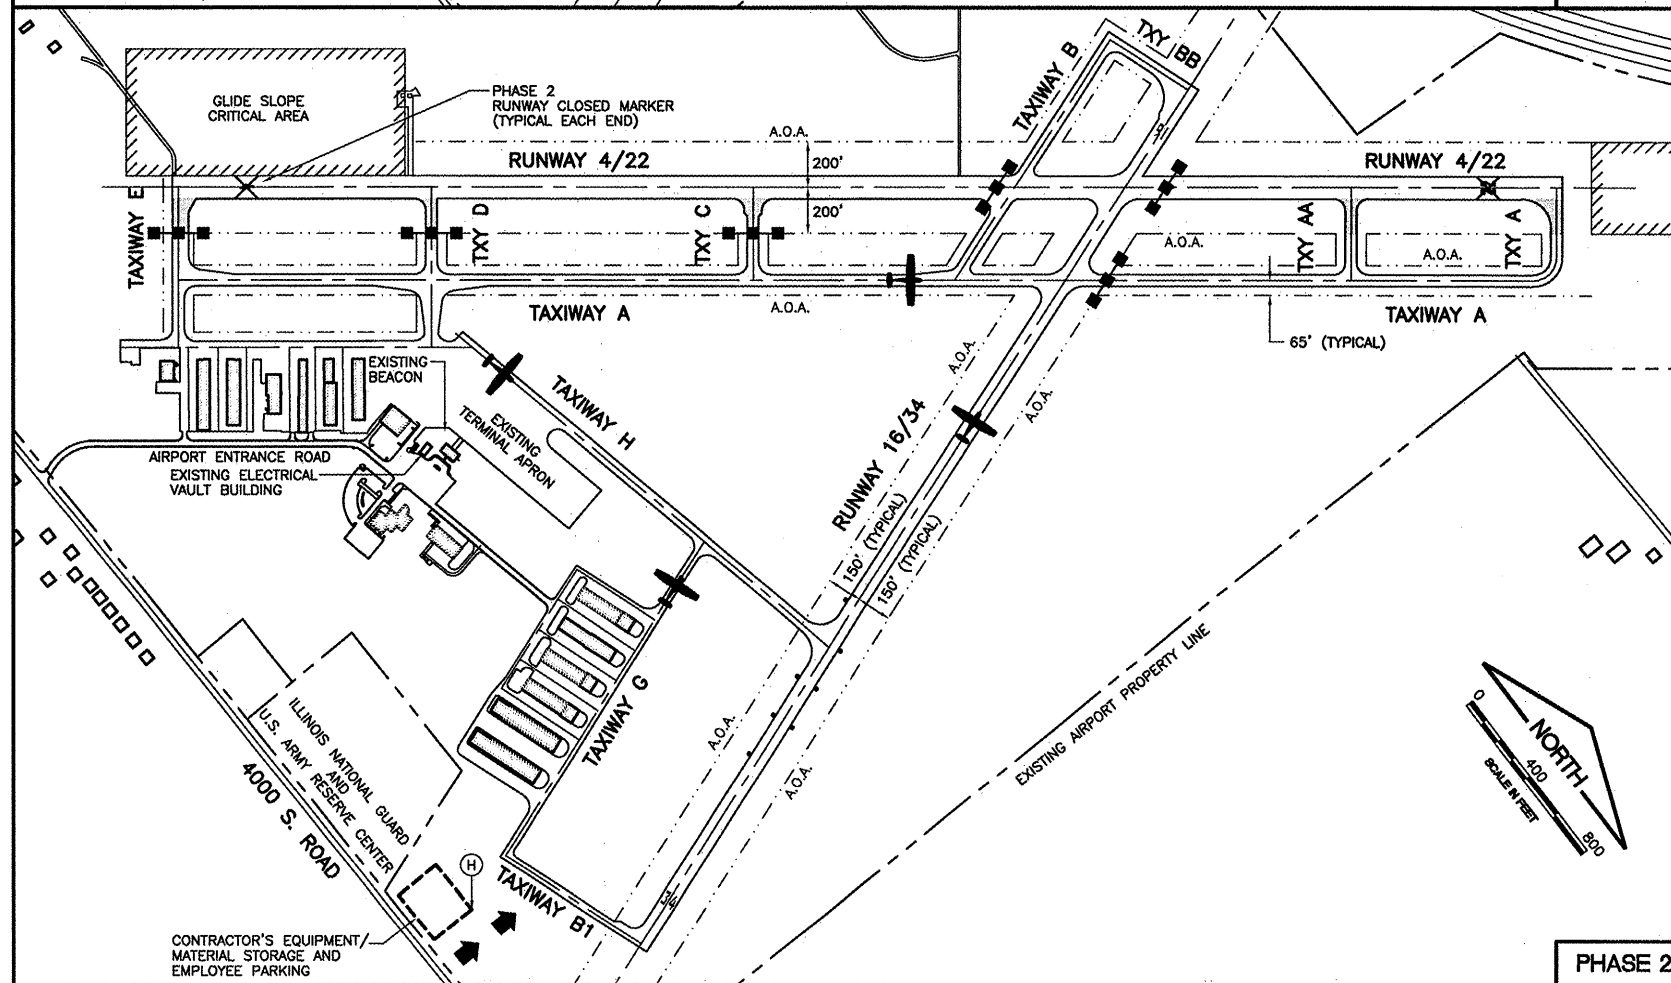 GLIDE SLOPE
CRITICAL AREA
PHASE 2
RUNWAY CLOSED MARKER
(TYPICAL EACH END)
A.O.A.
TAXIWAY B
TXY BB
RUNWAY 4/22
200'
RUNWAY 4/22
200'
TAXIWAY E
TXY D
TXY C
A.O.A.
TXY AA
A.O.A.
TXY A
TAXIWAY A
A.O.A.
TAXIWAY A
65' (TYPICAL)
EXISTING
BEACON
TAXIWAY H
EXISTING
TERMINAL APRON
A.O.A.
A.O.A.
RUNWAY 16/34
AIRPORT ENTRANCE ROAD
EXISTING ELECTRICAL
VAULT BUILDING
150' (TYPICAL)
150' (TYPICAL)
EXISTING AIRPORT PROPERTY LINE
TAXIWAY G
A.O.A.
A.O.A.
ILLINOIS NATIONAL GUARD
AND
U.S. ARMY RESERVE CENTER
4000 S. ROAD
H
TAXIWAY B1
34
CONTRACTOR'S EQUIPMENT/
MATERIAL STORAGE AND
EMPLOYEE PARKING
NORTH
0
400
800
SCALE IN FEET
PHASE 2